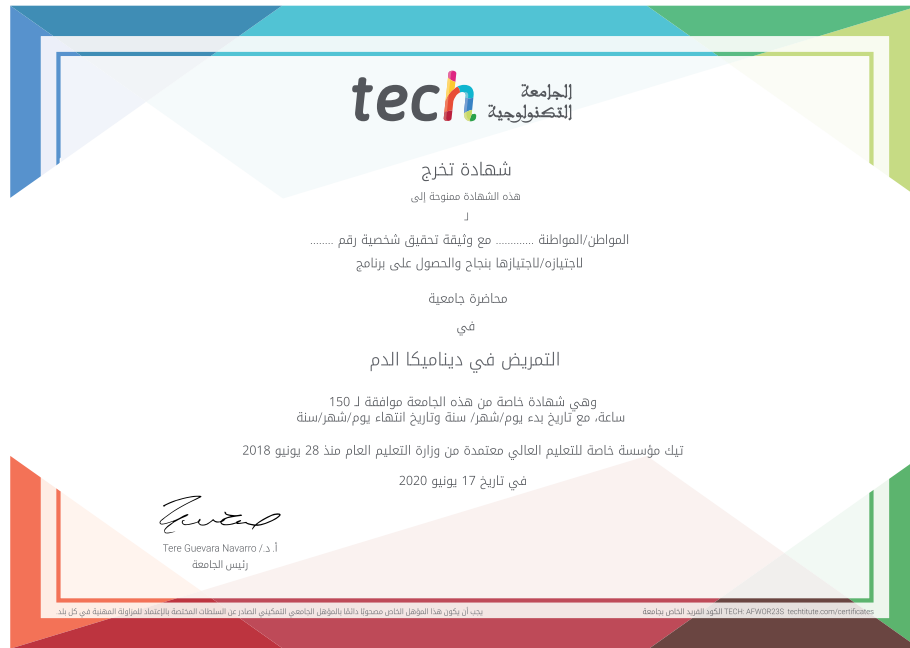 tech الجامعة
التكنولوجية
شهادة تخرج
هذه الشهادة ممنوحة إلى
لـ
المواطن/المواطنة ............ مع وثيقة تحقيق شخصية رقم ........
لاجتيازه/لاجتيازها بنجاح والحصول على برنامج
محاضرة جامعية
في
التمريض في ديناميكا الدم
وهي شهادة خاصة من هذه الجامعة موافقة لـ 150
ساعة، مع تاريخ بدء يوم/شهر/ سنة وتاريخ انتهاء يوم/شهر/سنة
تيك مؤسسة خاصة للتعليم العالي معتمدة من وزارة التعليم العام منذ 28 يونيو 2018
في تاريخ 17 يونيو 2020
أ. د./ Tere Guevara Navarro
رئيس الجامعة
يجب أن يكون هذا المؤهل الخاص مصحوبًا دائمًا بالمؤهل الجامعي التمكيني الصادر عن السلطات المختصة بالإعتماد للمزاولة المهنية في كل بلد.
الكود الفريد الخاص بجامعة TECH: AFWOR23S techtitute.com/certificates